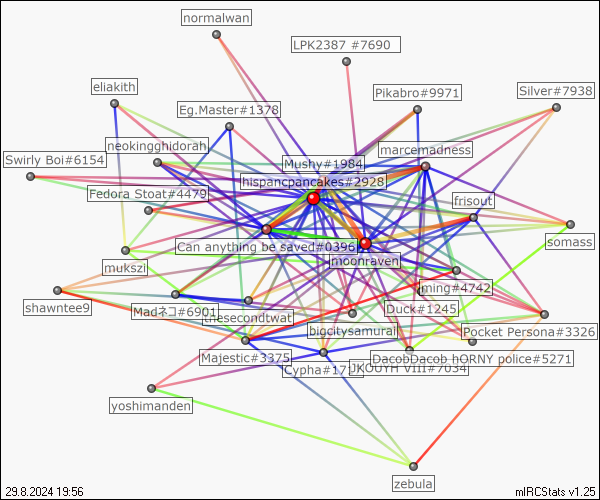 normalwan
LPK2387 #7690
eliakith
Pikabro#9971
Silver#7938
Eg.Master#1378
neokingghidorah
marcemadness
Swirly Boi#6154
Mushy#1984
hispancpancakes#2928
Fedora Stoat#4479
frisout
Can anything be saved#0396
somass
mukszi
moonraven
shawntee9
ming#4742
Madネコ#6901
Duck#1245
thesecondtwat
bigcitysamurai
Pocket Persona#3326
Majestic#3375
DacobDacob hORNY police#5271
JKOUYH VIII#7034
yoshimanden
zebula
29.8.2024 19:56
mIRCStats v1.25